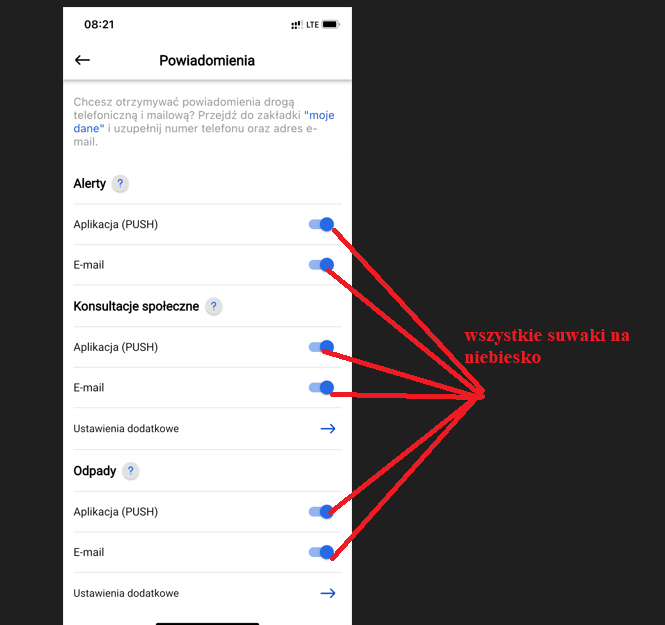 08:21 LTE
Powiadomienia
Chcesz otrzymywać powiadomienia drogą
telefoniczną i mailową? Przejdź do zakładki "moje
dane" i uzupełnij numer telefonu oraz adres e-
mail.
Alerty ?
Aplikacja (PUSH)
E-mail
Konsultacje społeczne ?
Aplikacja (PUSH)
wszystkie suwaki na
niebiesko
E-mail
Ustawienia dodatkowe
Odpady ?
Aplikacja (PUSH)
E-mail
Ustawienia dodatkowe